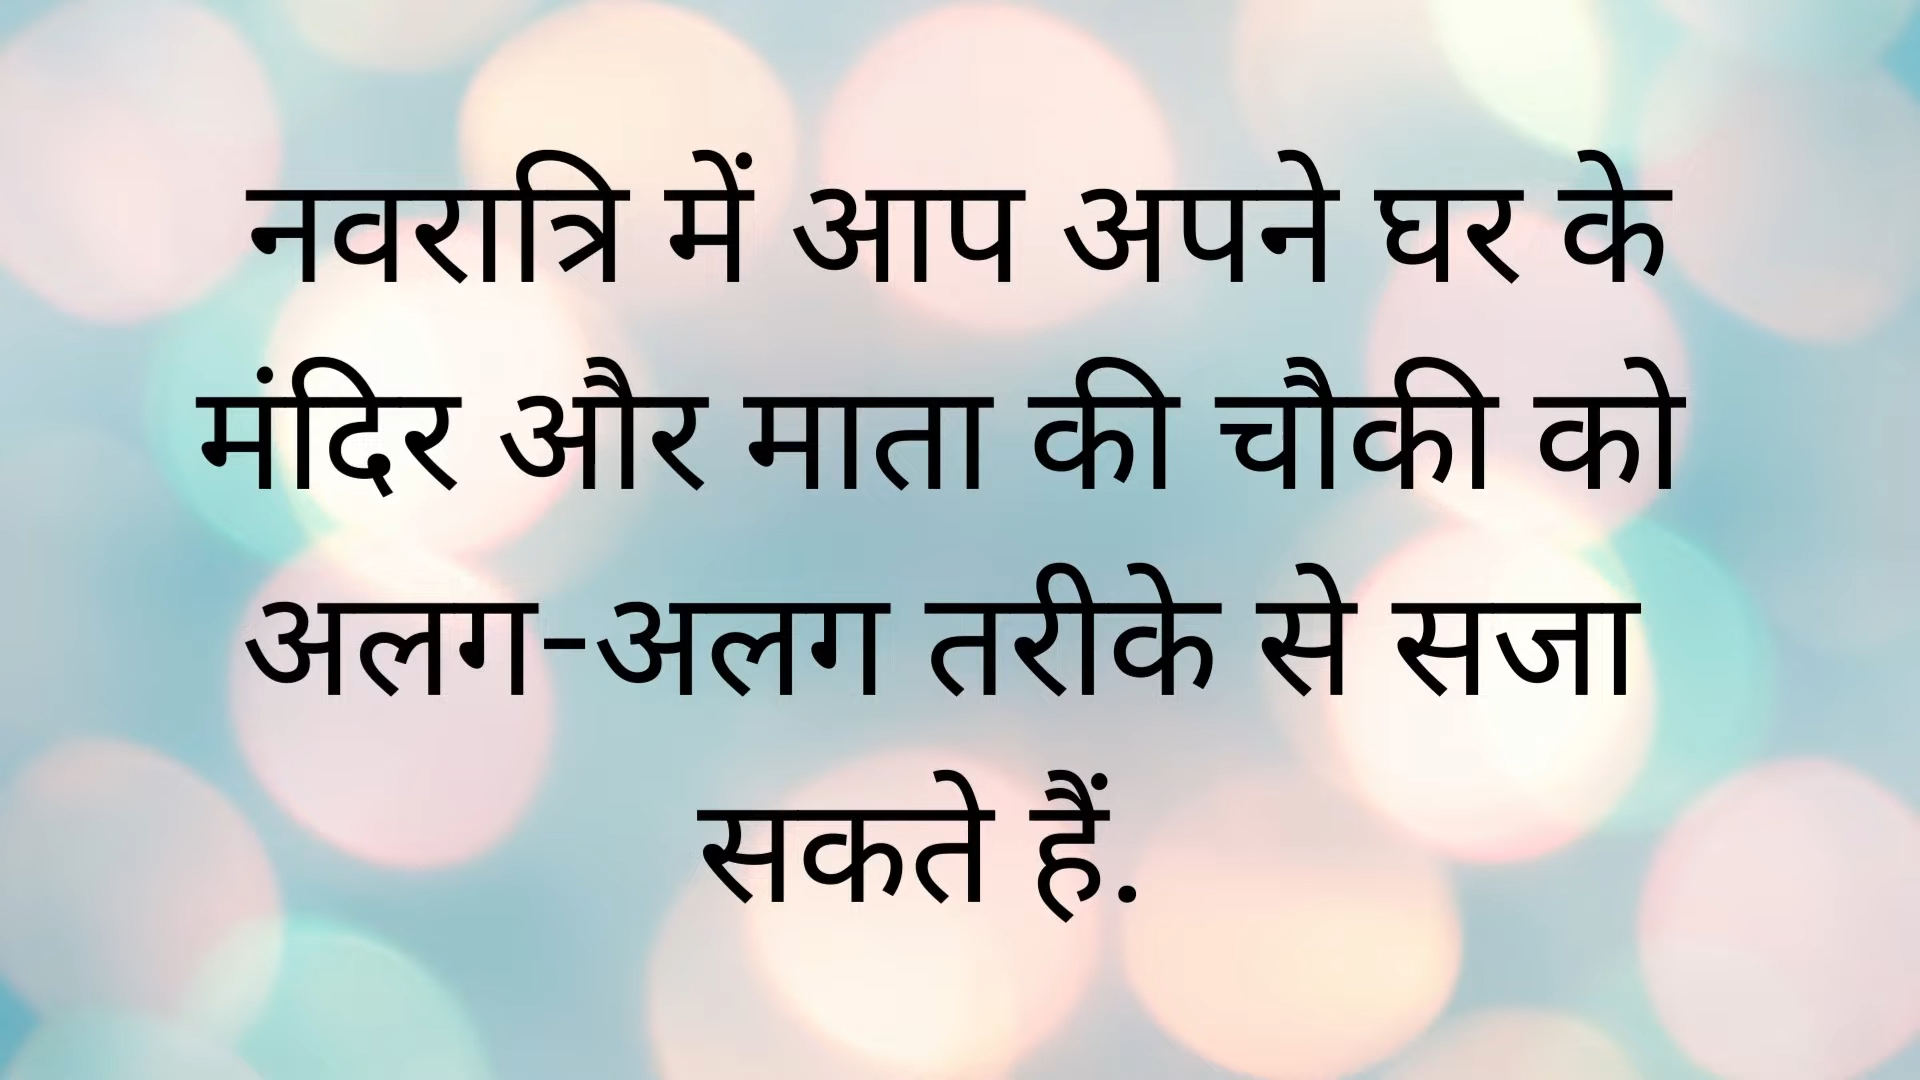 नवरात्रि में आप अपने घर के
मंदिर और माता की चौकी को
अलग-अलग तरीके से सजा
सकते हैं.